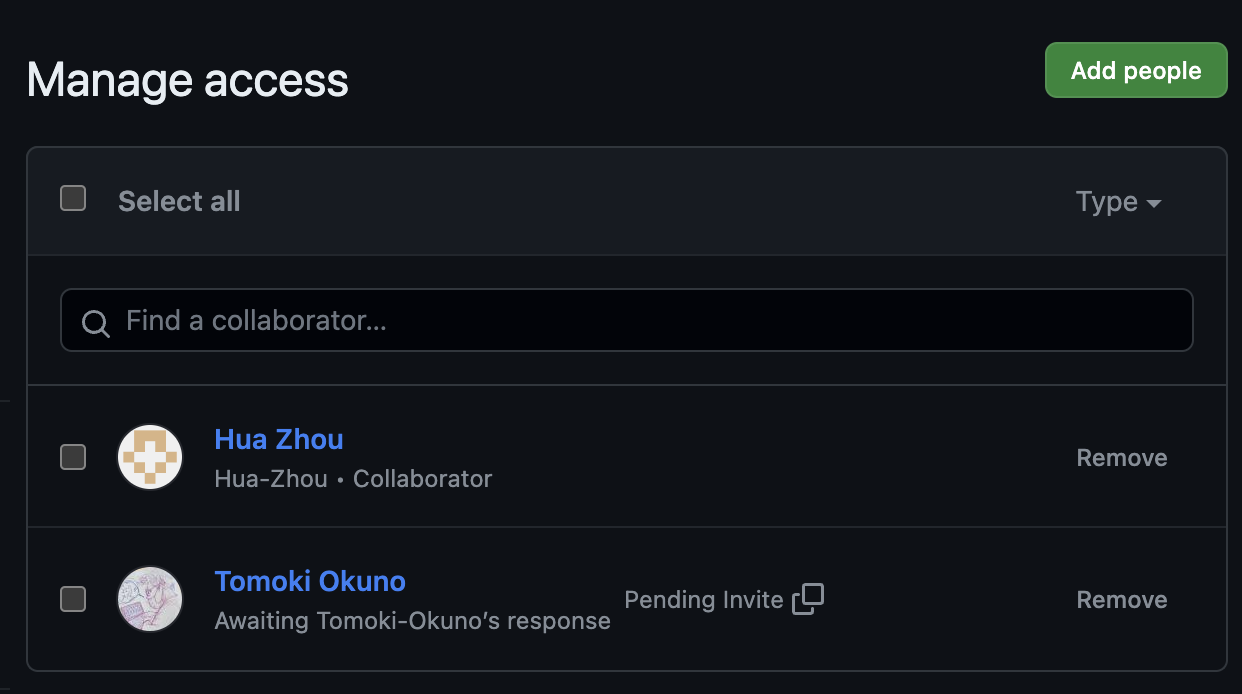 Manage access
Add people
Select all
Type
Find a collaborator...
Hua Zhou
Hua-Zhou • Collaborator
Remove
Tomoki Okuno
Awaiting Tomoki-Okuno’s response
Pending Invite
Remove